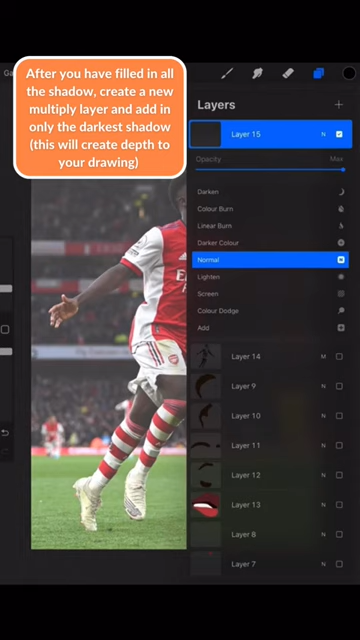 After you have filled in all
the shadow, create a new
multiply layer and add in
only the darkest shadow
(this will create depth to
your drawing)
Ga
Layers
Layer 15
N
Opacity
Max
Darken
Colour Burn
Linear Burn
Darker Colour
Normal
Lighten
Screen
Colour Dodge
Add
Layer 14
M
Layer 9
N
Layer 10
N
Layer 11
N
Layer 12
N
Layer 13
N
Layer 8
N
Layer 7
N